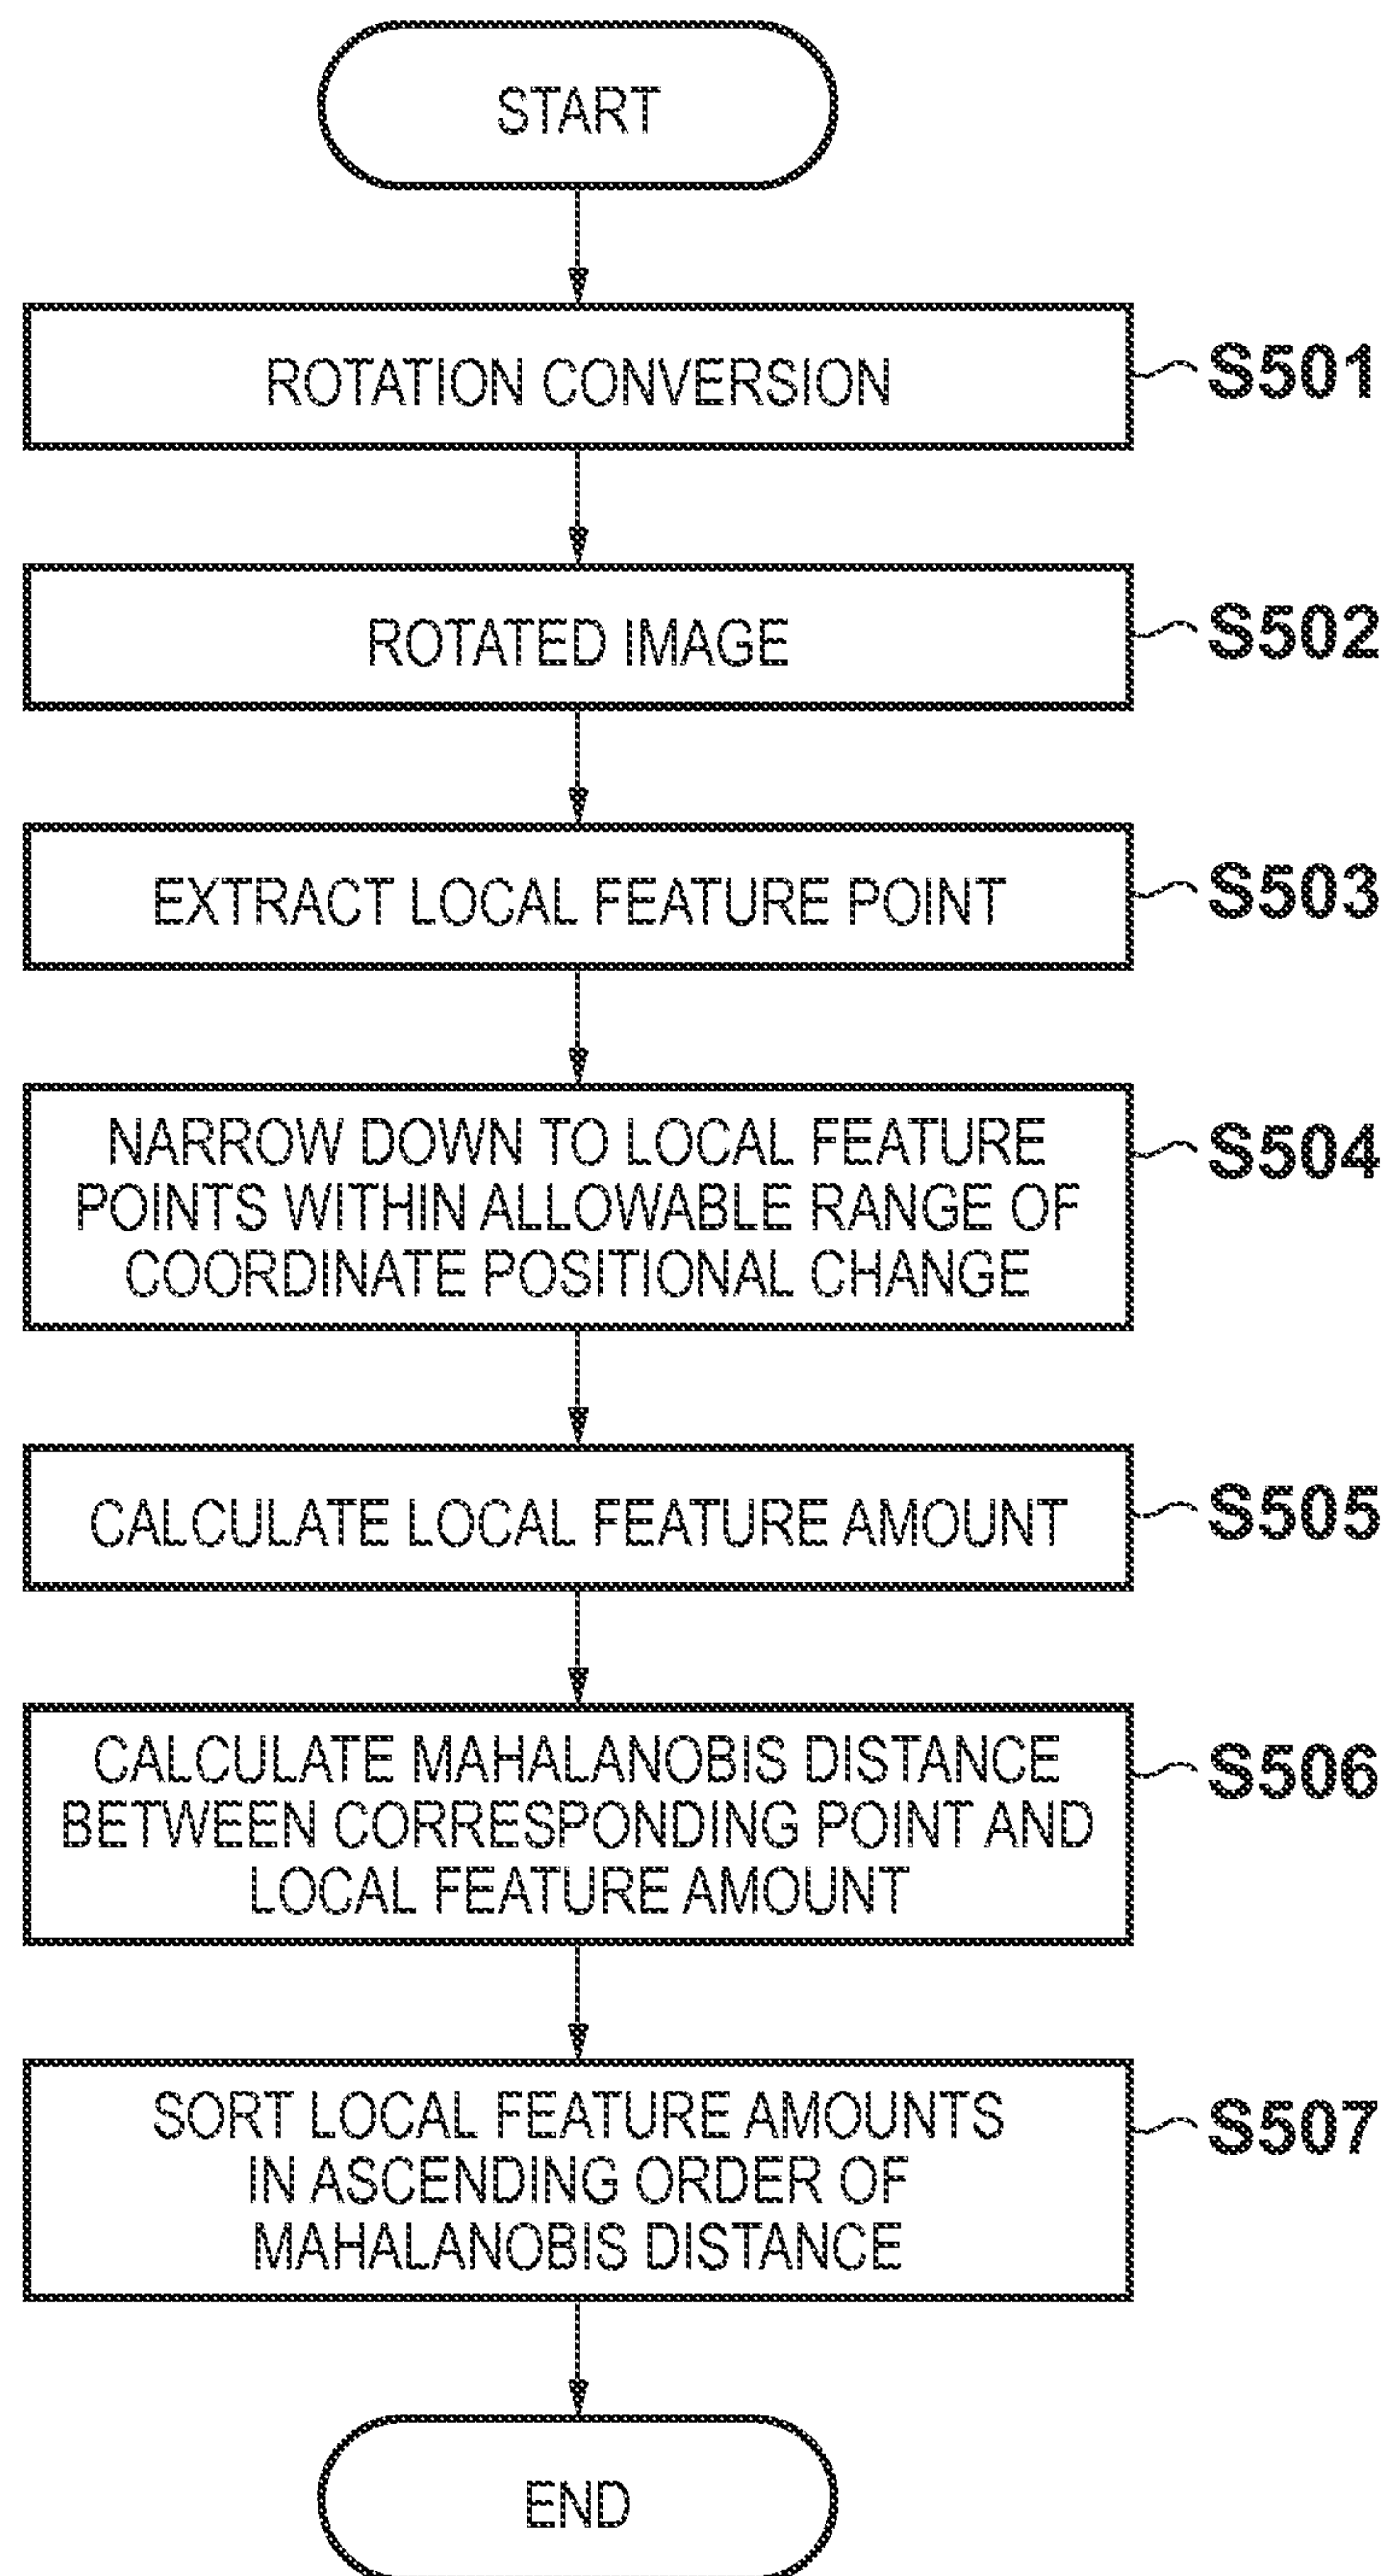 START
ROTATION CONVERSION
S501
ROTATED IMAGE
S502
EXTRACT LOCAL FEATURE POINT
S503
NARROW DOWN TO LOCAL FEATURE
POINTS WITHIN ALLOWABLE RANGE OF
COORDINATE POSITIONAL CHANGE
S504
CALCULATE LOCAL FEATURE AMOUNT
S505
CALCULATE MAHALANOBIS DISTANCE
BETWEEN CORRESPONDING POINT AND
LOCAL FEATURE AMOUNT
S506
SORT LOCAL FEATURE AMOUNTS
IN ASCENDING ORDER OF
MAHALANOBIS DISTANCE
S507
END